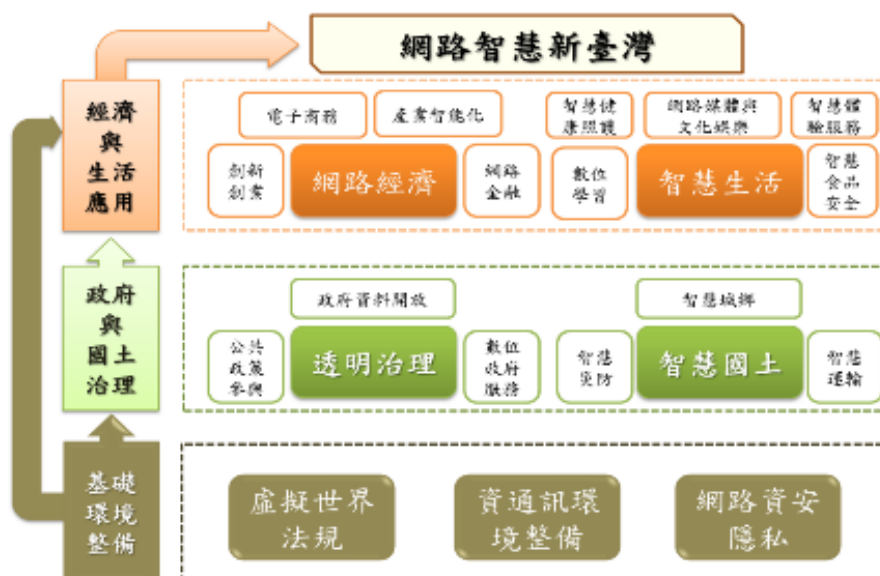 網路智慧新臺灣
經濟
與
生活
應用
電子商務
產業智能化
創新
創業
網路經濟
網路
金融
智慧健
康照護
網路媒體與
文化娛樂
智慧體
驗服務
數位
學習
智慧生活
智慧
食品
安全
政府
與
國土
治理
政府資料開放
公共
政策
參與
透明治理
數位
政府
服務
智慧城鄉
智慧
災防
智慧國土
智慧
運輸
基礎
環境
整備
虛擬世界
法規
資通訊環
境整備
網路資安
隱私